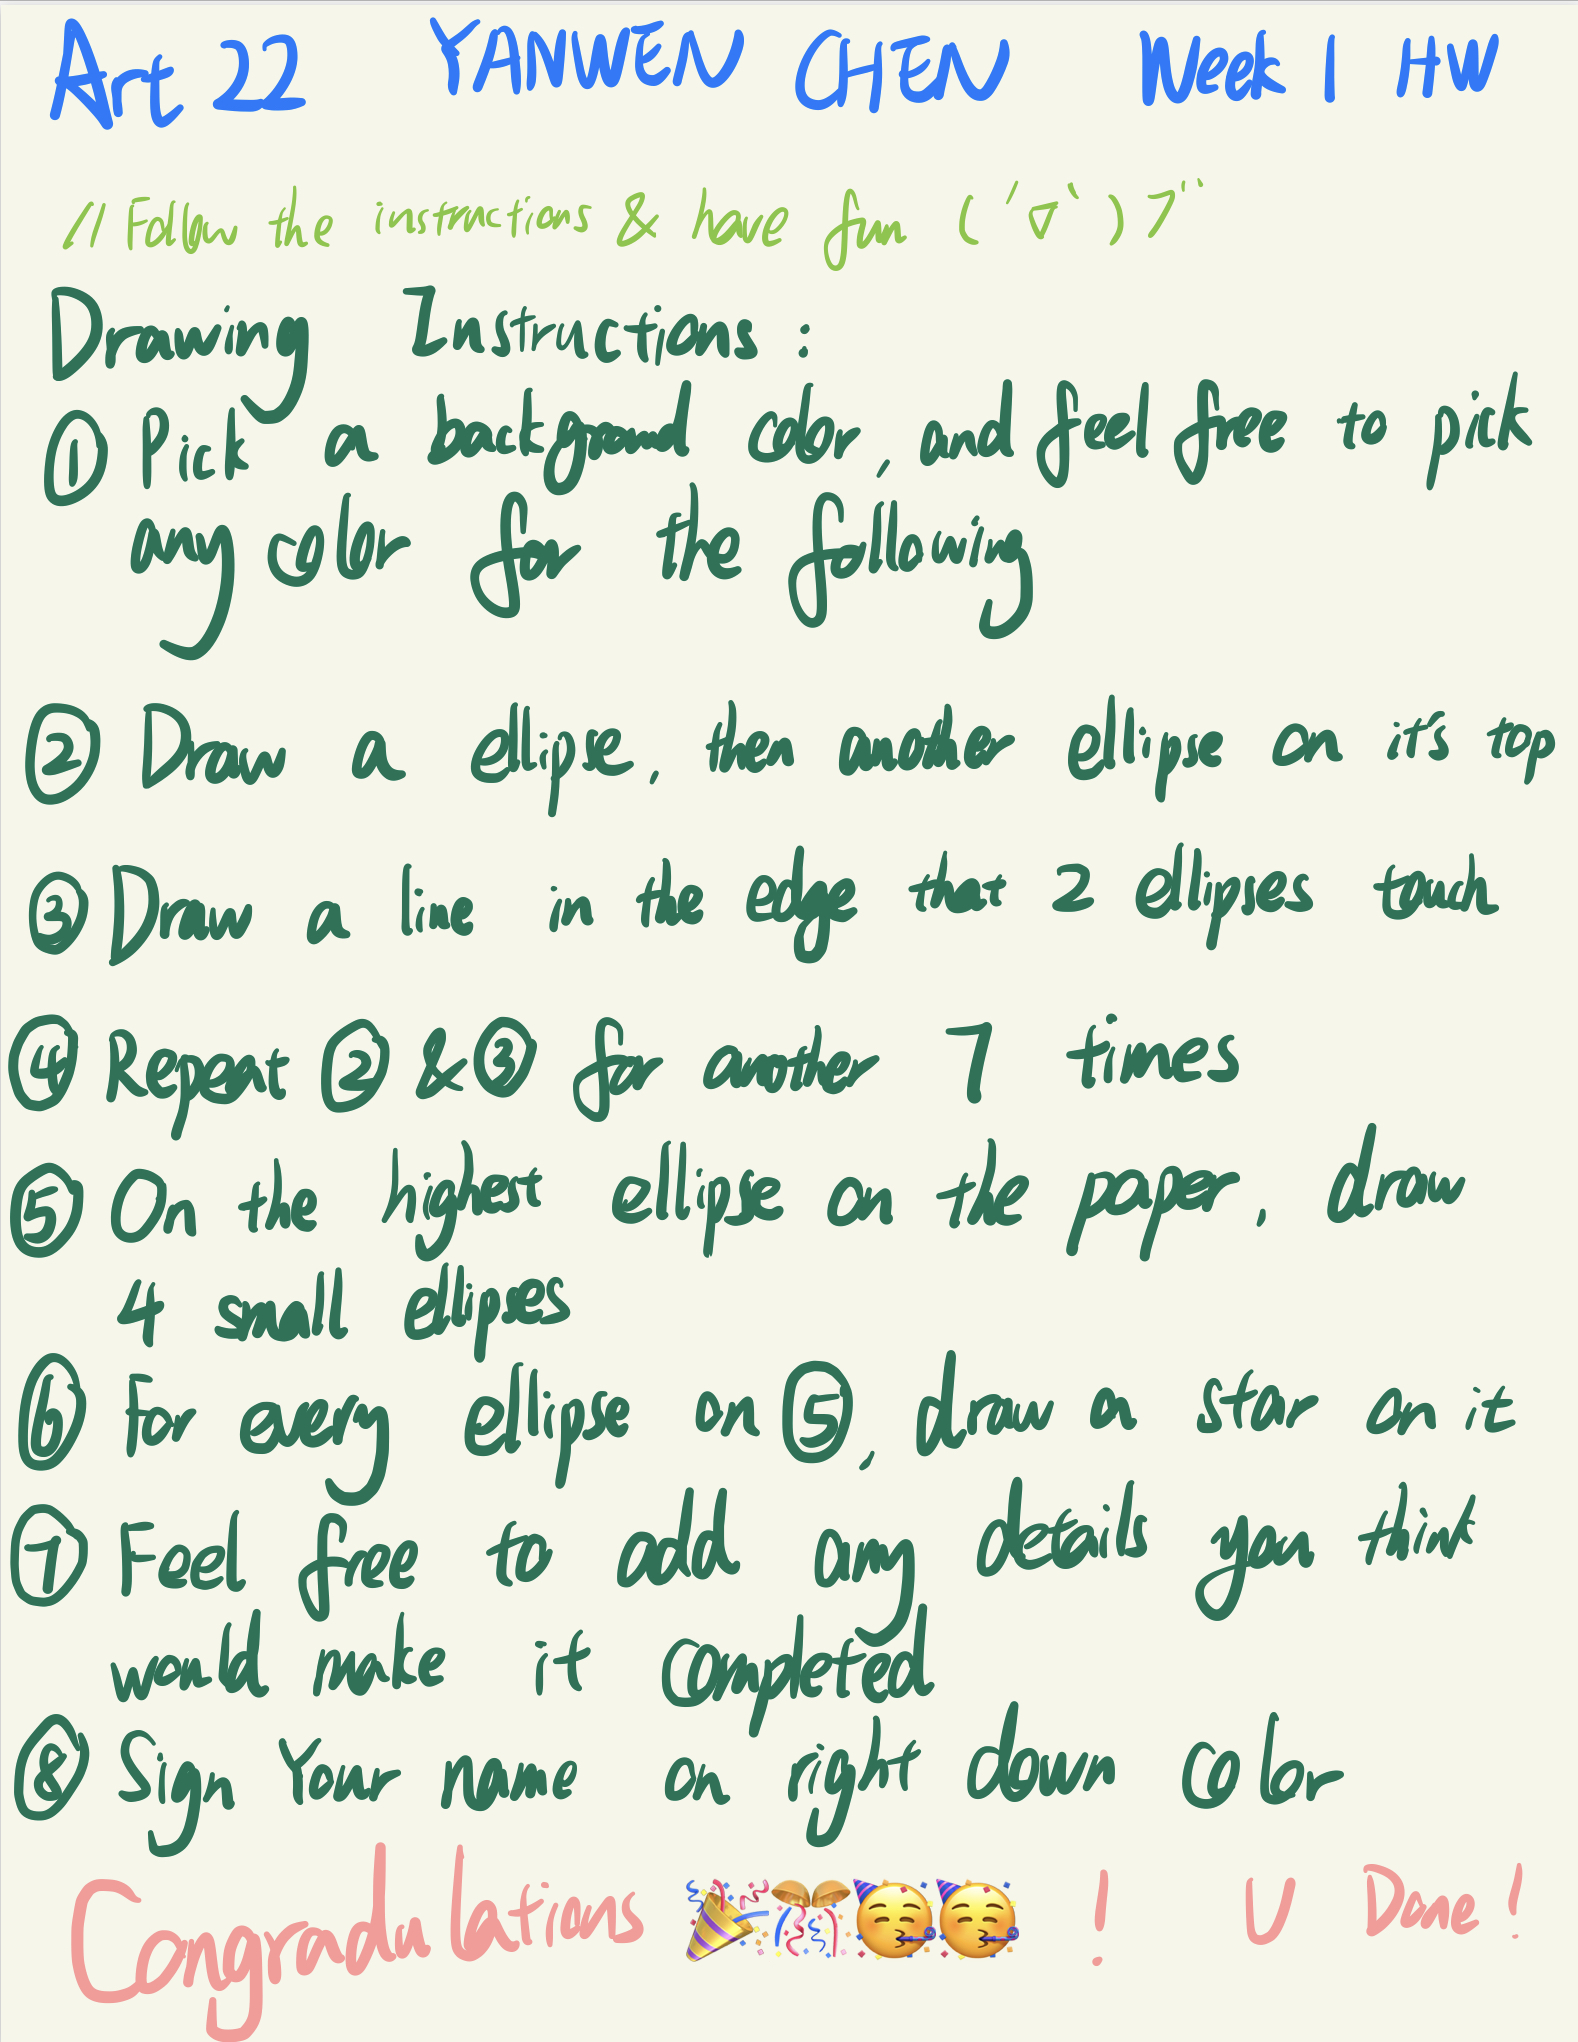 Art 22 YANWEN CHEN Week 1 HW
// Follow the instructions & have fun ( ´∇` ) ﾌ゛
Drawing Instructions :
① Pick a background color, and feel free to pick
any color for the following
② Draw a ellipse, then another ellipse on it's top
③ Draw a line in the edge that 2 ellipses touch
④ Repeat ② & ③ for another 7 times
⑤ On the highest ellipse on the paper, draw
4 small ellipses
⑥ For every ellipse on ⑤, draw a star on it
⑦ Feel free to add any details you think
would make it completed
⑧ Sign Your name on right down color
Congradulations 🎉🎊🥳🥳 ! U Done !